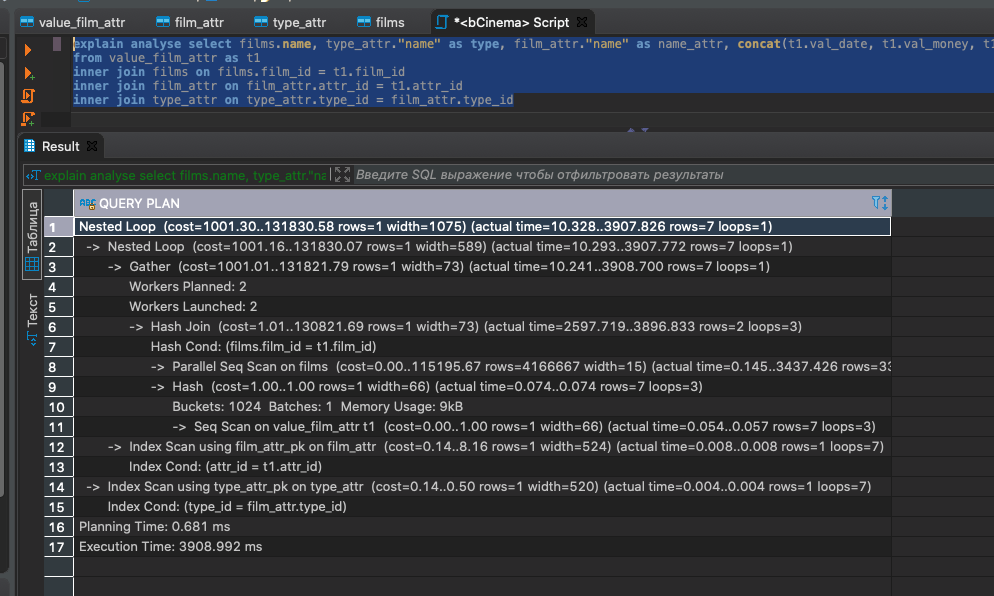 value_film_attr film_attr type_attr films *<bCinema> Script
explain analyse select films.name, type_attr."name" as type, film_attr."name" as name_attr, concat(t1.val_date, t1.val_money, t1
from value_film_attr as t1
inner join films on films.film_id = t1.film_id
inner join film_attr on film_attr.attr_id = t1.attr_id
inner join type_attr on type_attr.type_id = film_attr.type_id
Result
explain analyse select films.name, type_attr."na Введите SQL выражение чтобы отфильтровать результаты
Таблица
Текст
ABC QUERY PLAN
1 Nested Loop (cost=1001.30..131830.58 rows=1 width=1075) (actual time=10.328..3907.826 rows=7 loops=1)
2 -> Nested Loop (cost=1001.16..131830.07 rows=1 width=589) (actual time=10.293..3907.772 rows=7 loops=1)
3 -> Gather (cost=1001.01..131821.79 rows=1 width=73) (actual time=10.241..3908.700 rows=7 loops=1)
4 Workers Planned: 2
5 Workers Launched: 2
6 -> Hash Join (cost=1.01..130821.69 rows=1 width=73) (actual time=2597.719..3896.833 rows=2 loops=3)
7 Hash Cond: (films.film_id = t1.film_id)
8 -> Parallel Seq Scan on films (cost=0.00..115195.67 rows=4166667 width=15) (actual time=0.145..3437.426 rows=33
9 -> Hash (cost=1.00..1.00 rows=1 width=66) (actual time=0.074..0.074 rows=7 loops=3)
10 Buckets: 1024 Batches: 1 Memory Usage: 9kB
11 -> Seq Scan on value_film_attr t1 (cost=0.00..1.00 rows=1 width=66) (actual time=0.054..0.057 rows=7 loops=3)
12 -> Index Scan using film_attr_pk on film_attr (cost=0.14..8.16 rows=1 width=524) (actual time=0.008..0.008 rows=1 loops=7)
13 Index Cond: (attr_id = t1.attr_id)
14 -> Index Scan using type_attr_pk on type_attr (cost=0.14..0.50 rows=1 width=520) (actual time=0.004..0.004 rows=1 loops=7)
15 Index Cond: (type_id = film_attr.type_id)
16 Planning Time: 0.681 ms
17 Execution Time: 3908.992 ms